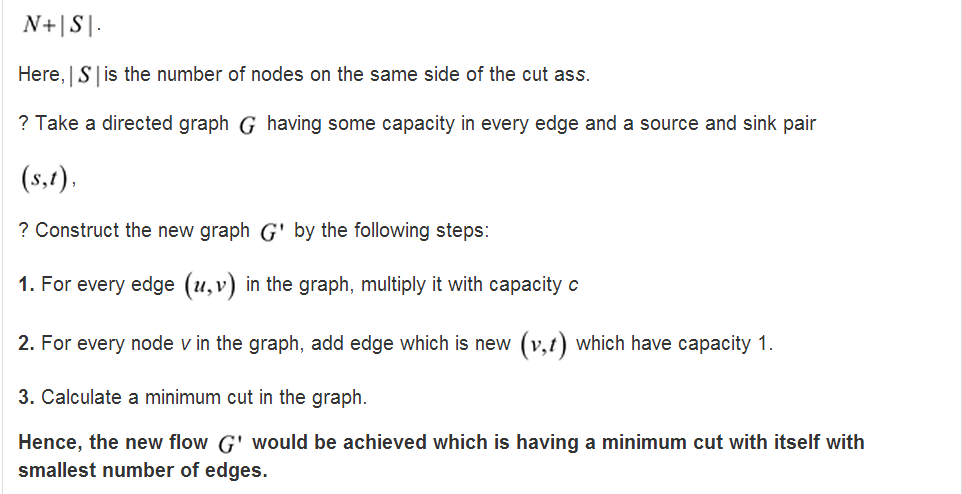 N+|S|.
Here,|S|is the number of nodes on the same side of the cut ass.
? Take a directed graph G having some capacity in every edge and a source and sink pair
(s,t),
? Construct the new graph G' by the following steps:
1. For every edge (u,v) in the graph, multiply it with capacity c
2. For every node v in the graph, add edge which is new (v,t) which have capacity 1.
3. Calculate a minimum cut in the graph.
Hence, the new flow G' would be achieved which is having a minimum cut with itself with
smallest number of edges.